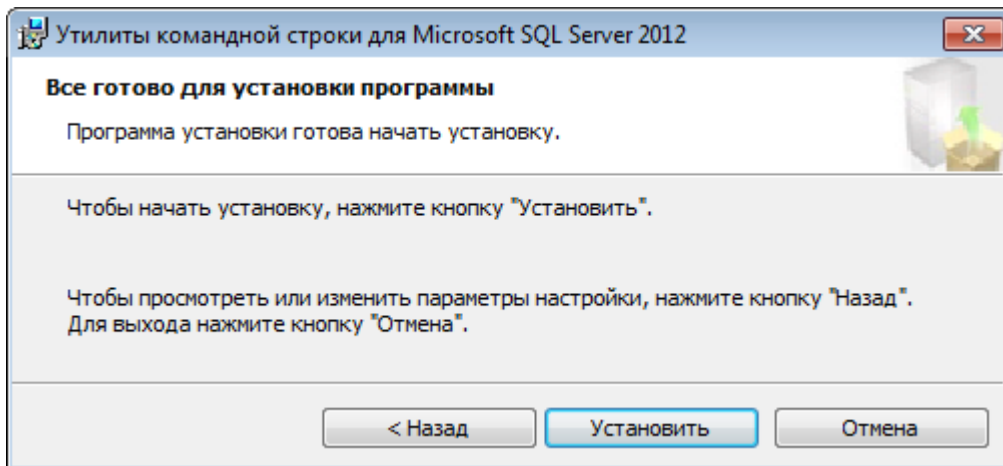 Утилиты командной строки для Microsoft SQL Server 2012
Все готово для установки программы
Программа установки готова начать установку.
Чтобы начать установку, нажмите кнопку "Установить".
Чтобы просмотреть или изменить параметры настройки, нажмите кнопку "Назад".
Для выхода нажмите кнопку "Отмена".
< Назад
Установить
Отмена